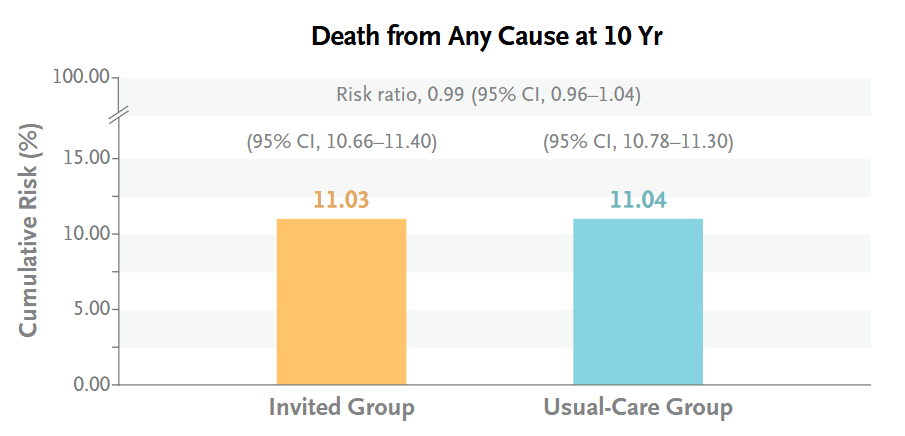 Death from Any Cause at 10 Yr
100.00
Risk ratio, 0.99 (95% CI, 0.96–1.04)
(95% CI, 10.66–11.40) (95% CI, 10.78–11.30)
15.00
11.03 11.04
10.00
5.00
0.00
Cumulative Risk (%)
Invited Group Usual-Care Group